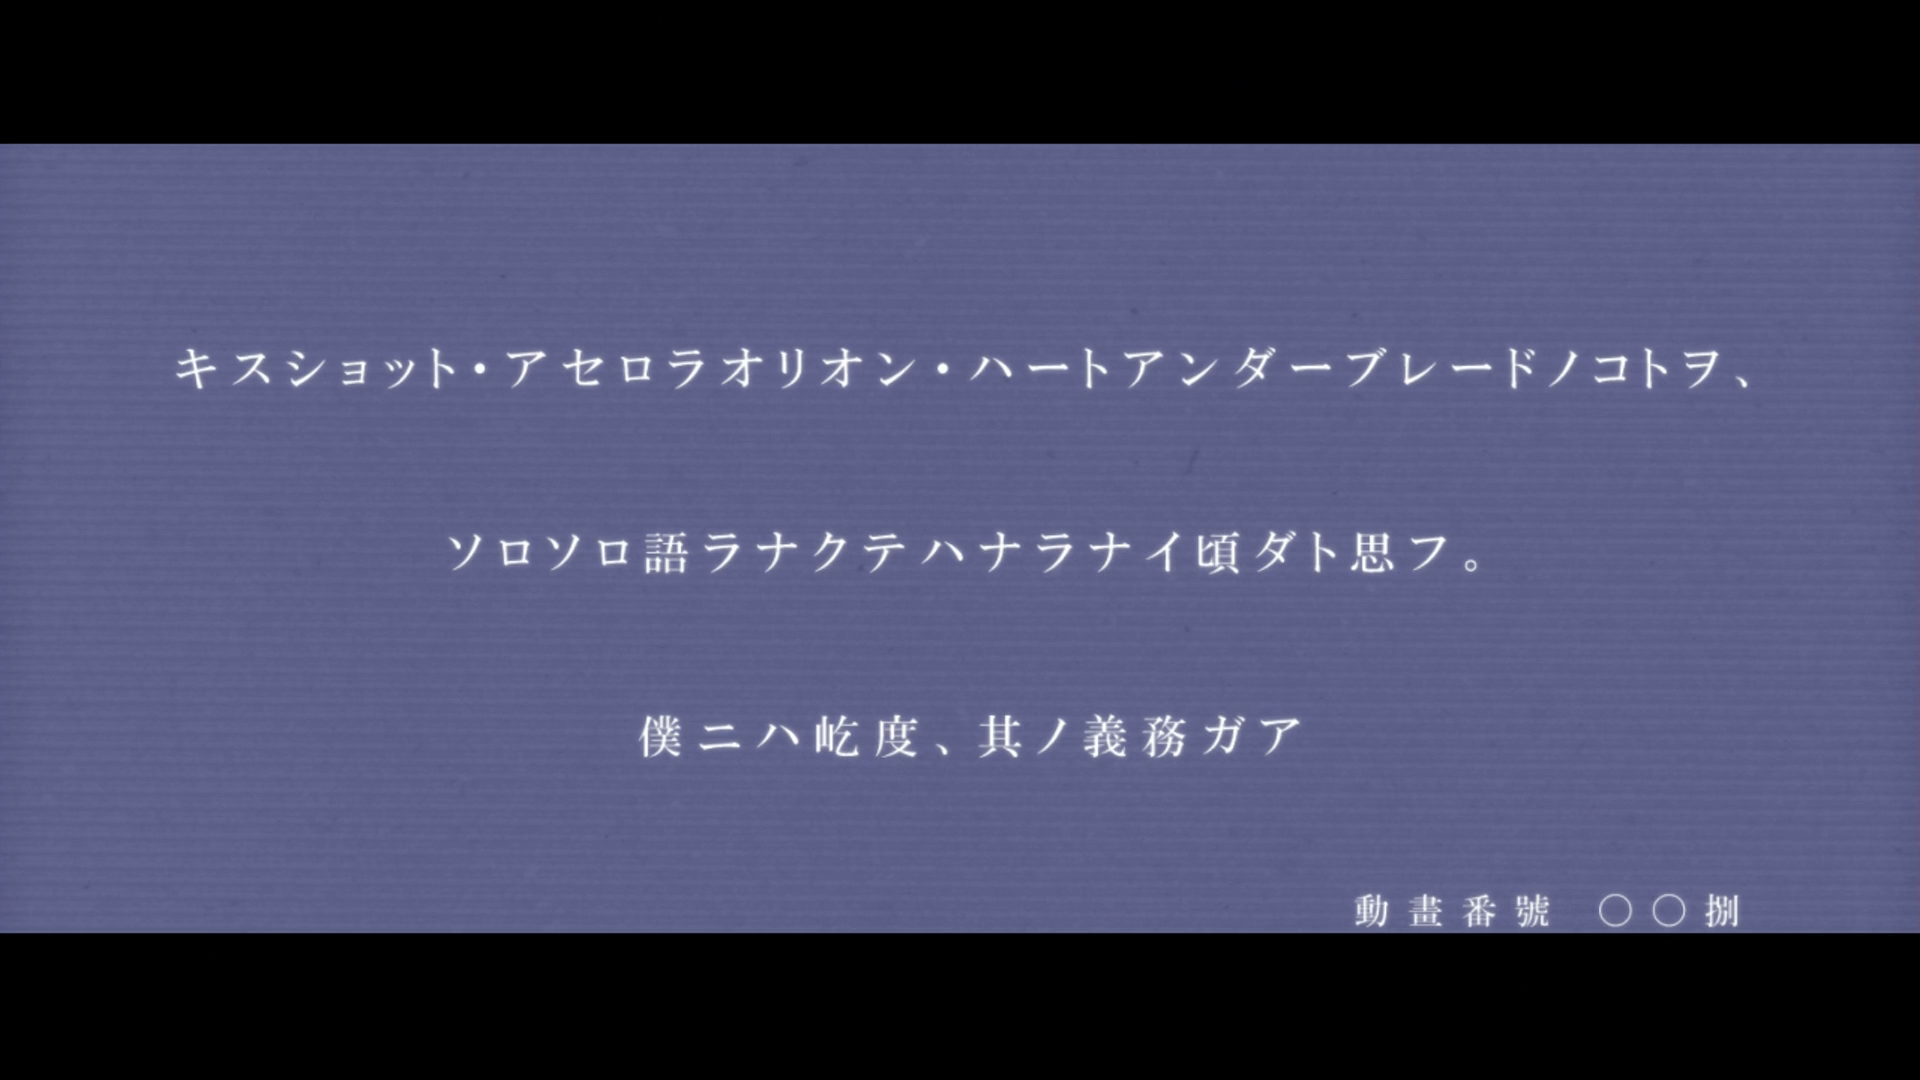 キスショット・アセロラオリオン・ハートアンダーブレードノコトヲ、
ソロソロ語ラナクテハナラナイ頃ダト思フ。
僕ニハ屹度、其ノ義務ガア
動畫番號 〇〇捌